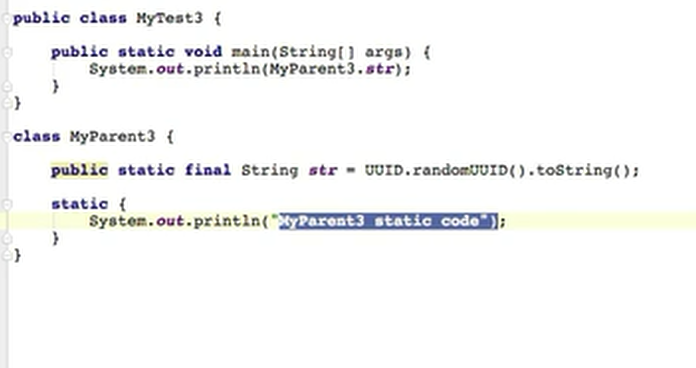 public class MyTest3 {
public static void main(String[] args) {
System.out.println(MyParent3.str);
}
}
class MyParent3 {
public static final String str = UUID.randomUUID().toString();
static {
System.out.println("MyParent3 static code");
}
}